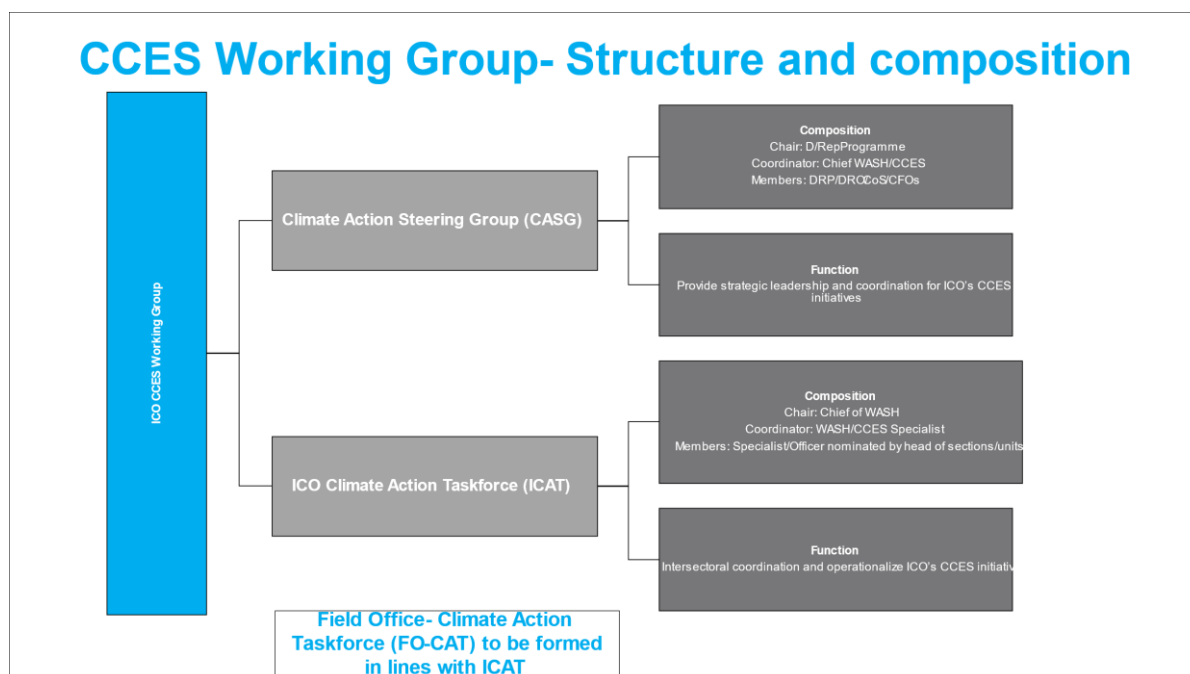 CCES Working Group- Structure and composition
ICO CCES Working Group
Climate Action Steering Group (CASG)
Composition
Chair: D/RepProgramme
Coordinator: Chief WASH/CCES
Members: DRP/DRO/CoS/CFOs
Function
Provide strategic leadership and coordination for ICO's CCES
initiatives
ICO Climate Action Taskforce (ICAT)
Composition
Chair: Chief of WASH
Coordinator: WASH/CCES Specialist
Members: Specialist/Officer nominated by head of sections/units
Function
Intersectoral coordination and operationalize ICO's CCES initiativ
Field Office- Climate Action
Taskforce (FO-CAT) to be formed
in lines with ICAT